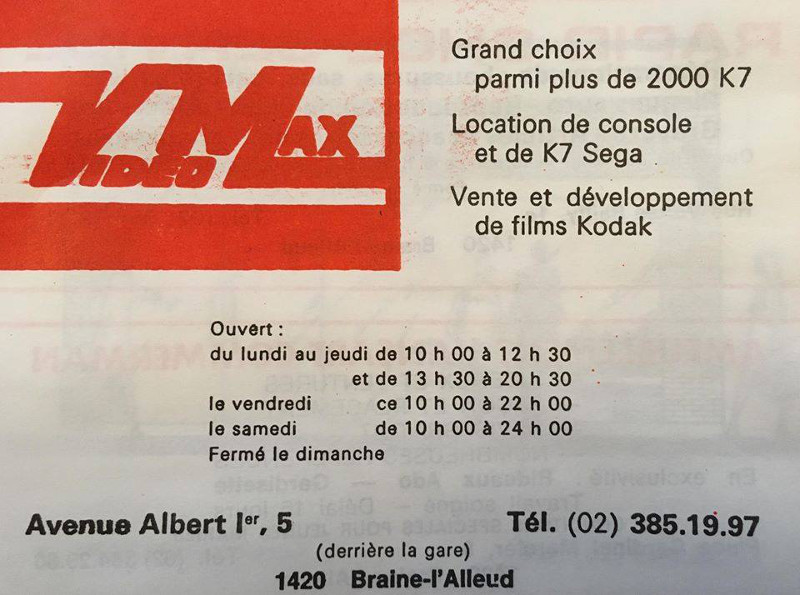 VMAX
VIDEO
Grand choix
parmi plus de 2000 K7
Location de console
et de K7 Sega
Vente et développement
de films Kodak
Ouvert :
du lundi au jeudi de 10 h 00 à 12 h 30
et de 13 h 30 à 20 h 30
le vendredi ce 10 h 00 à 22 h 00
le samedi de 10 h 00 à 24 h 00
Fermé le dimanche
Avenue Albert Ier, 5
Tél. (02) 385.19.97
(derrière la gare)
1420 Braine-l'Alleud